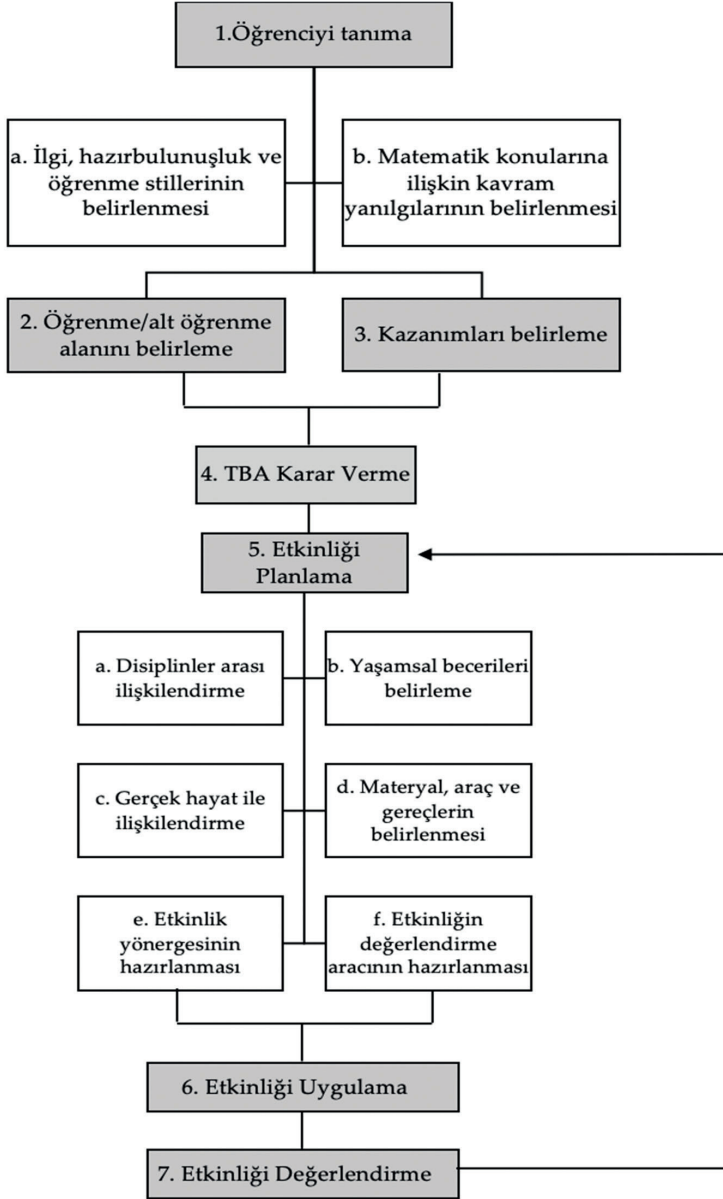 1.Öğrenciyi tanıma
a. İlgi, hazırbulunuşluk ve
öğrenme stillerinin
belirlenmesi
b. Matematik konularına
ilişkin kavram
yanılgılarının belirlenmesi
2. Öğrenme/alt öğrenme
alanını belirleme
3. Kazanımları belirleme
4. TBA Karar Verme
5. Etkinliği
Planlama
a. Disiplinler arası
ilişkilendirme
b. Yaşamsal becerileri
belirleme
c. Gerçek hayat ile
ilişkilendirme
d. Materyal, araç ve
gereçlerin
belirlenmesi
e. Etkinlik
yönergesinin
hazırlanması
f. Etkinliğin
değerlendirme
aracının hazırlanması
6. Etkinliği Uygulama
7. Etkinliği Değerlendirme